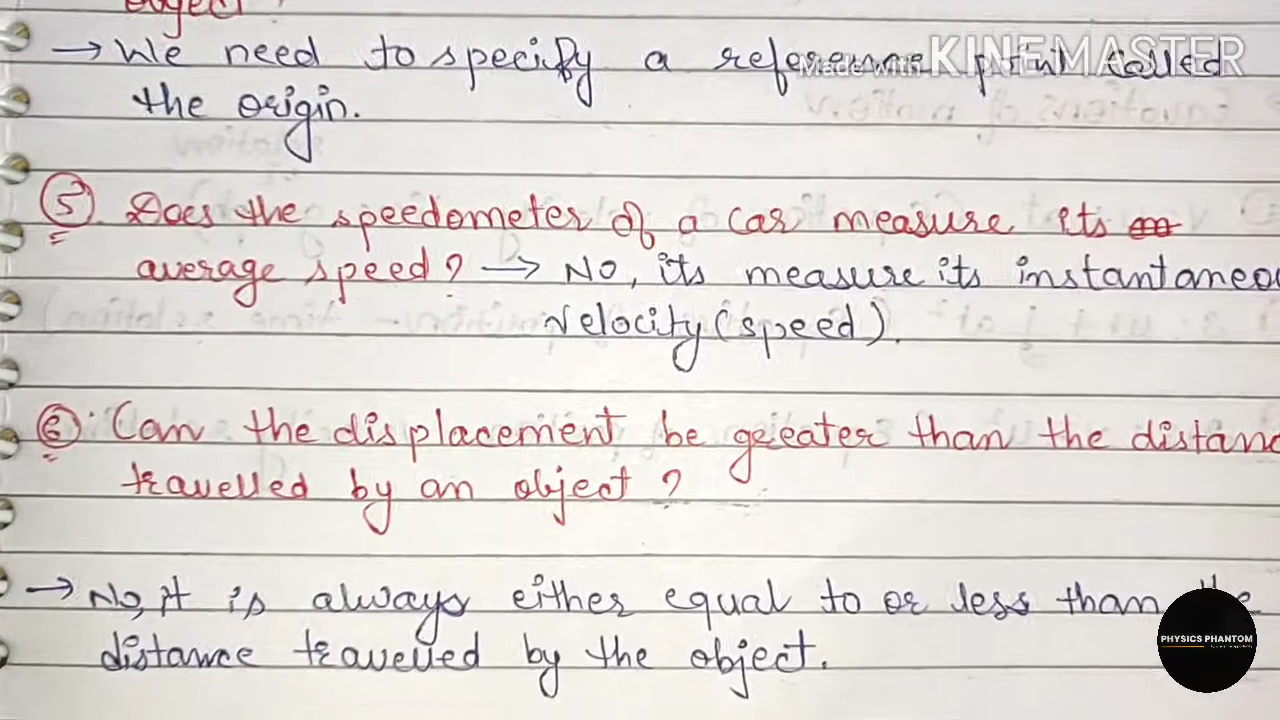 object.
→ We need to specify a reference point called
Made with KINEMASTER
the origin.
5. Does the speedometer of a car measure its
average speed? → No, its measure its instantaneou
velocity (speed).
6. Can the displacement be greater than the distanc
travelled by an object?
→ No, it is always either equal to or less than the
distance travelled by the object.
PHYSICS PHANTOM